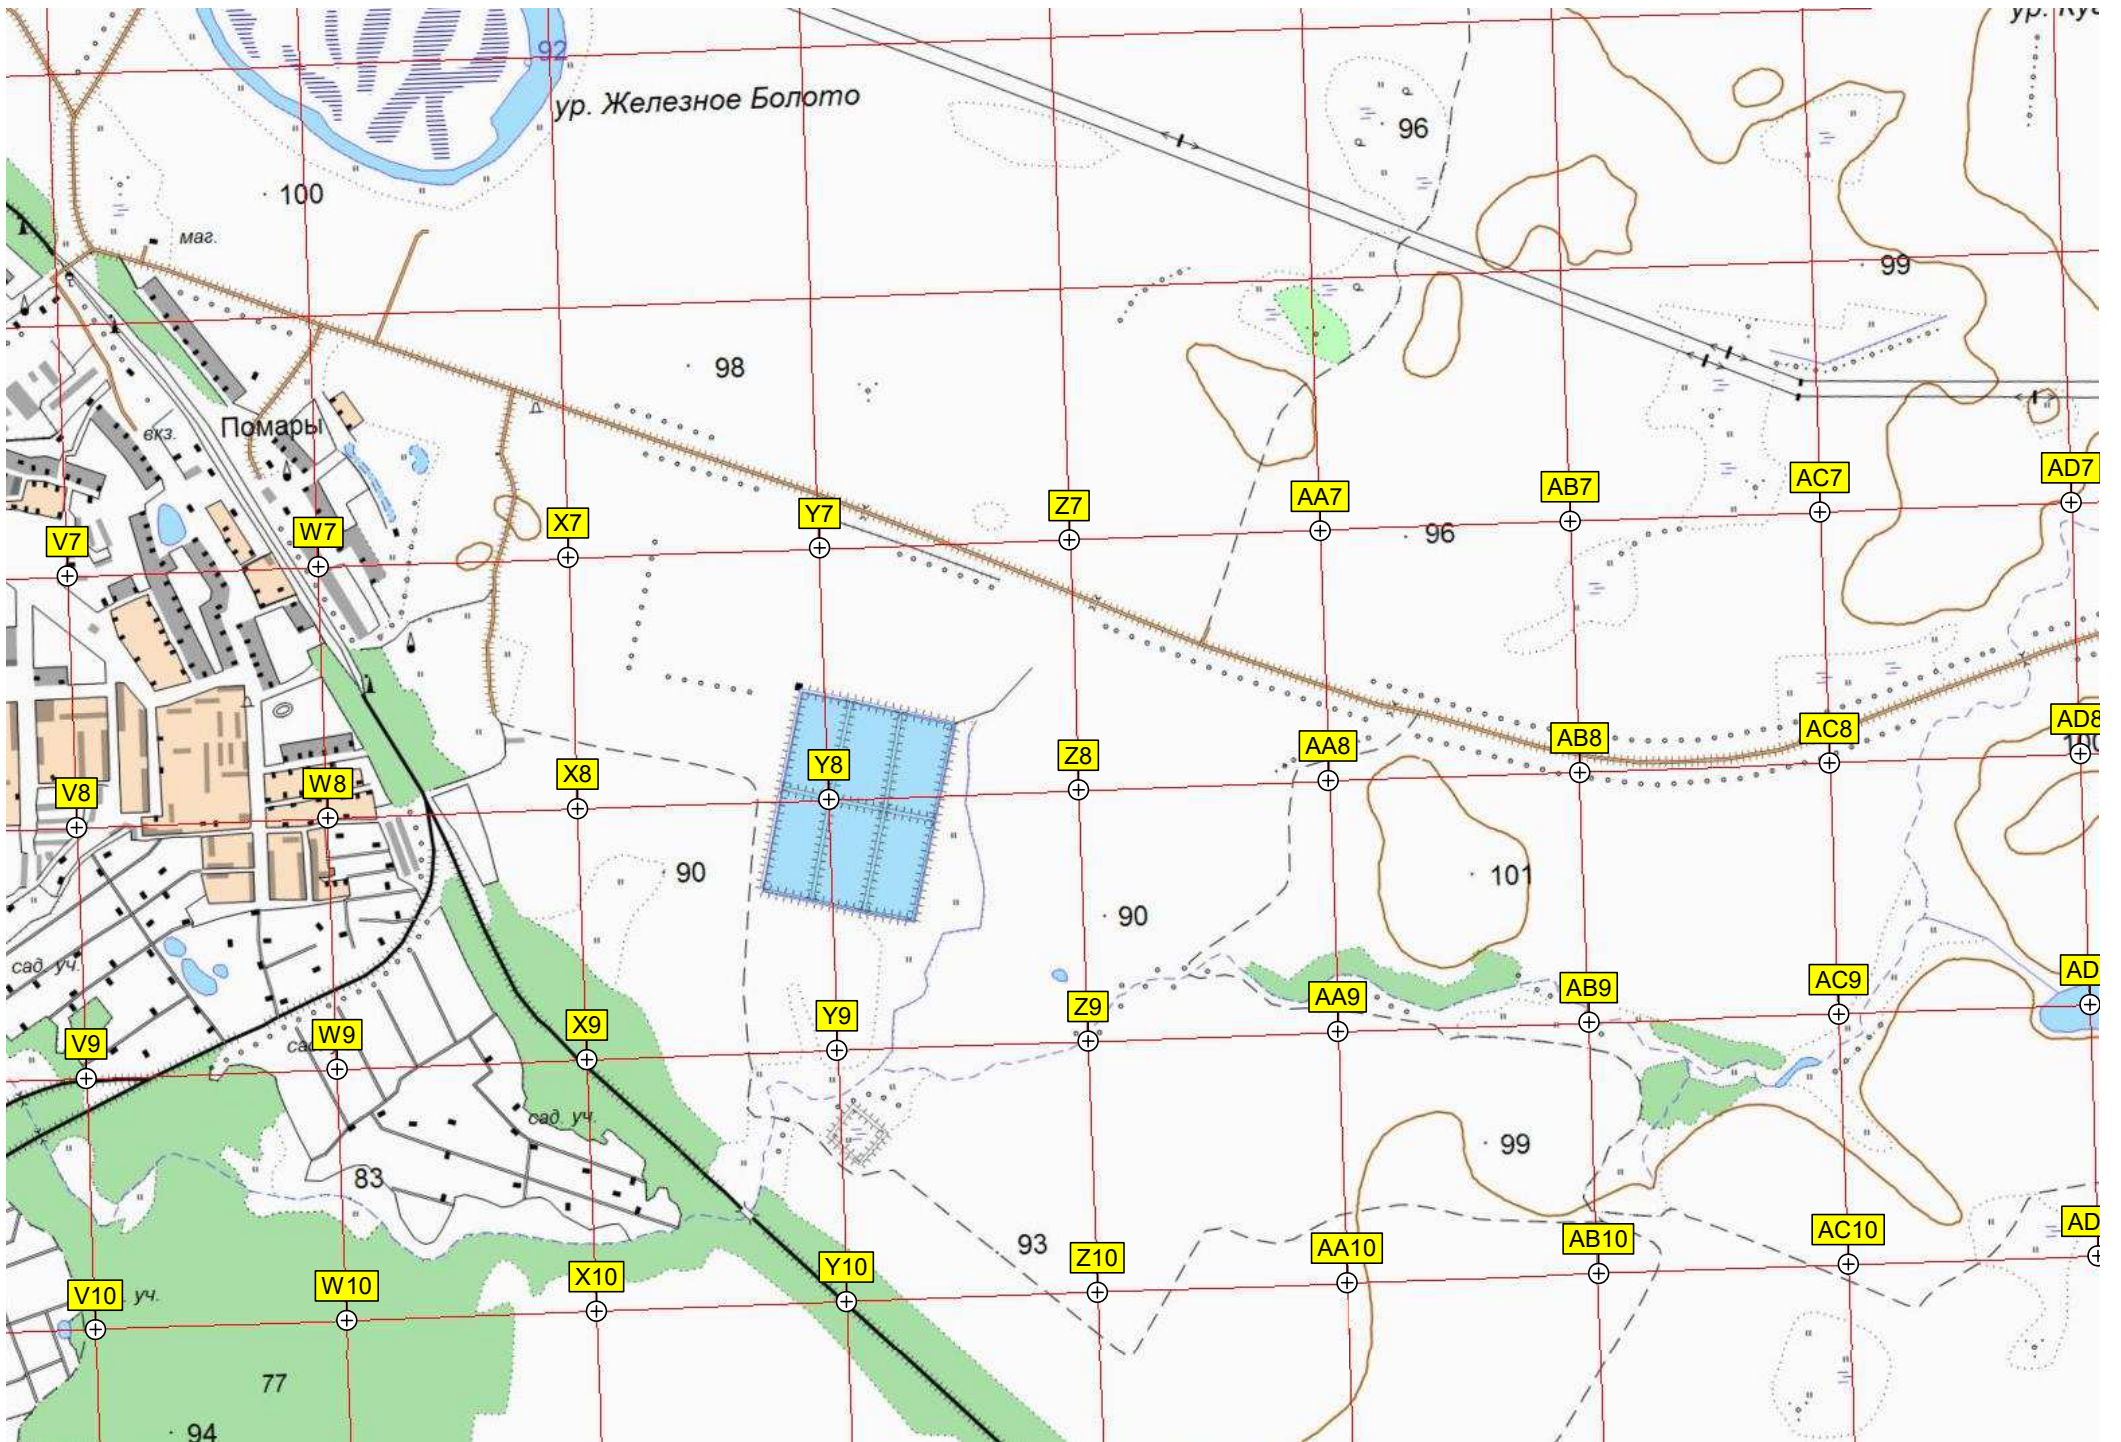 92
ур. Железное Болото
96
100
маг.
99
98
Помары
вкз.
96
V7
W7
X7
Y7
Z7
AA7
AB7
AC7
AD7
V8
W8
X8
Y8
Z8
AA8
AB8
AC8
AD8
90
101
90
сад. уч.
V9
W9
X9
Y9
Z9
AA9
AB9
AC9
AD
сад. уч.
99
83
93
V10
W10
X10
Y10
Z10
AA10
AB10
AC10
AD
уч.
77
94